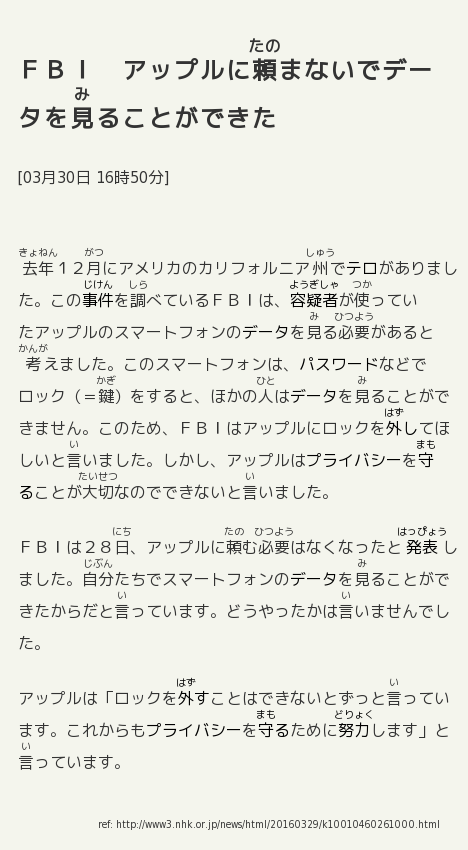 ＦＢＩ　アップルに頼まないでデー
タを見ることができた
[03月30日 16時50分]
去年１２月にアメリカのカリフォルニア州でテロがありまし
た。この事件を調べているＦＢＩは、容疑者が使ってい
たアップルのスマートフォンのデータを見る必要があると
考えました。このスマートフォンは、パスワードなどで
ロック（＝鍵）をすると、ほかの人はデータを見ることがで
きません。このため、ＦＢＩはアップルにロックを外してほ
しいと言いました。しかし、アップルはプライバシーを守
ることが大切なのでできないと言いました。
ＦＢＩは２８日、アップルに頼む必要はなくなったと発表し
ました。自分たちでスマートフォンのデータを見ることがで
きたからだと言っています。どうやったかは言いませんでし
た。
アップルは「ロックを外すことはできないとずっと言ってい
ます。これからもプライバシーを守るために努力します」と
言っています。
ref: http://www3.nhk.or.jp/news/html/20160329/k10010460261000.html